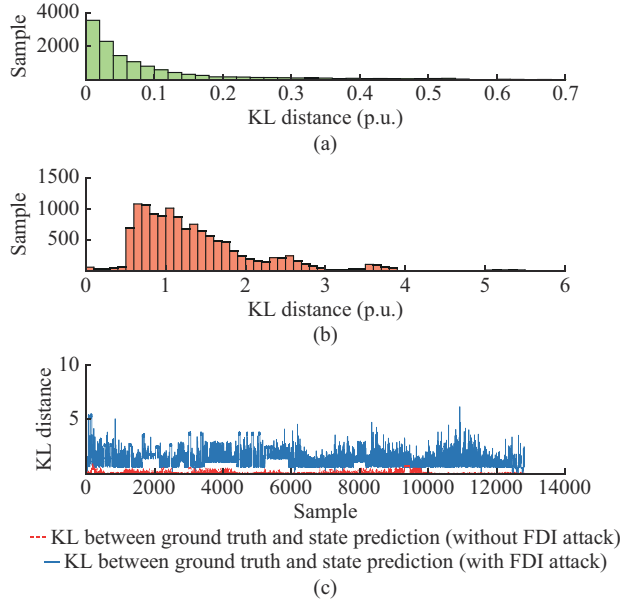 4000
2000
0
Sample
0 0.1 0.2 0.3 0.4 0.5 0.6 0.7
KL distance (p.u.)
(a)
1500
1000
500
Sample
0 1 2 3 4 5 6
KL distance (p.u.)
(b)
10
5
KL distance
0 2000 4000 6000 8000 10000 12000 14000
Sample
KL between ground truth and state prediction (without FDI attack)
KL between ground truth and state prediction (with FDI attack)
(c)